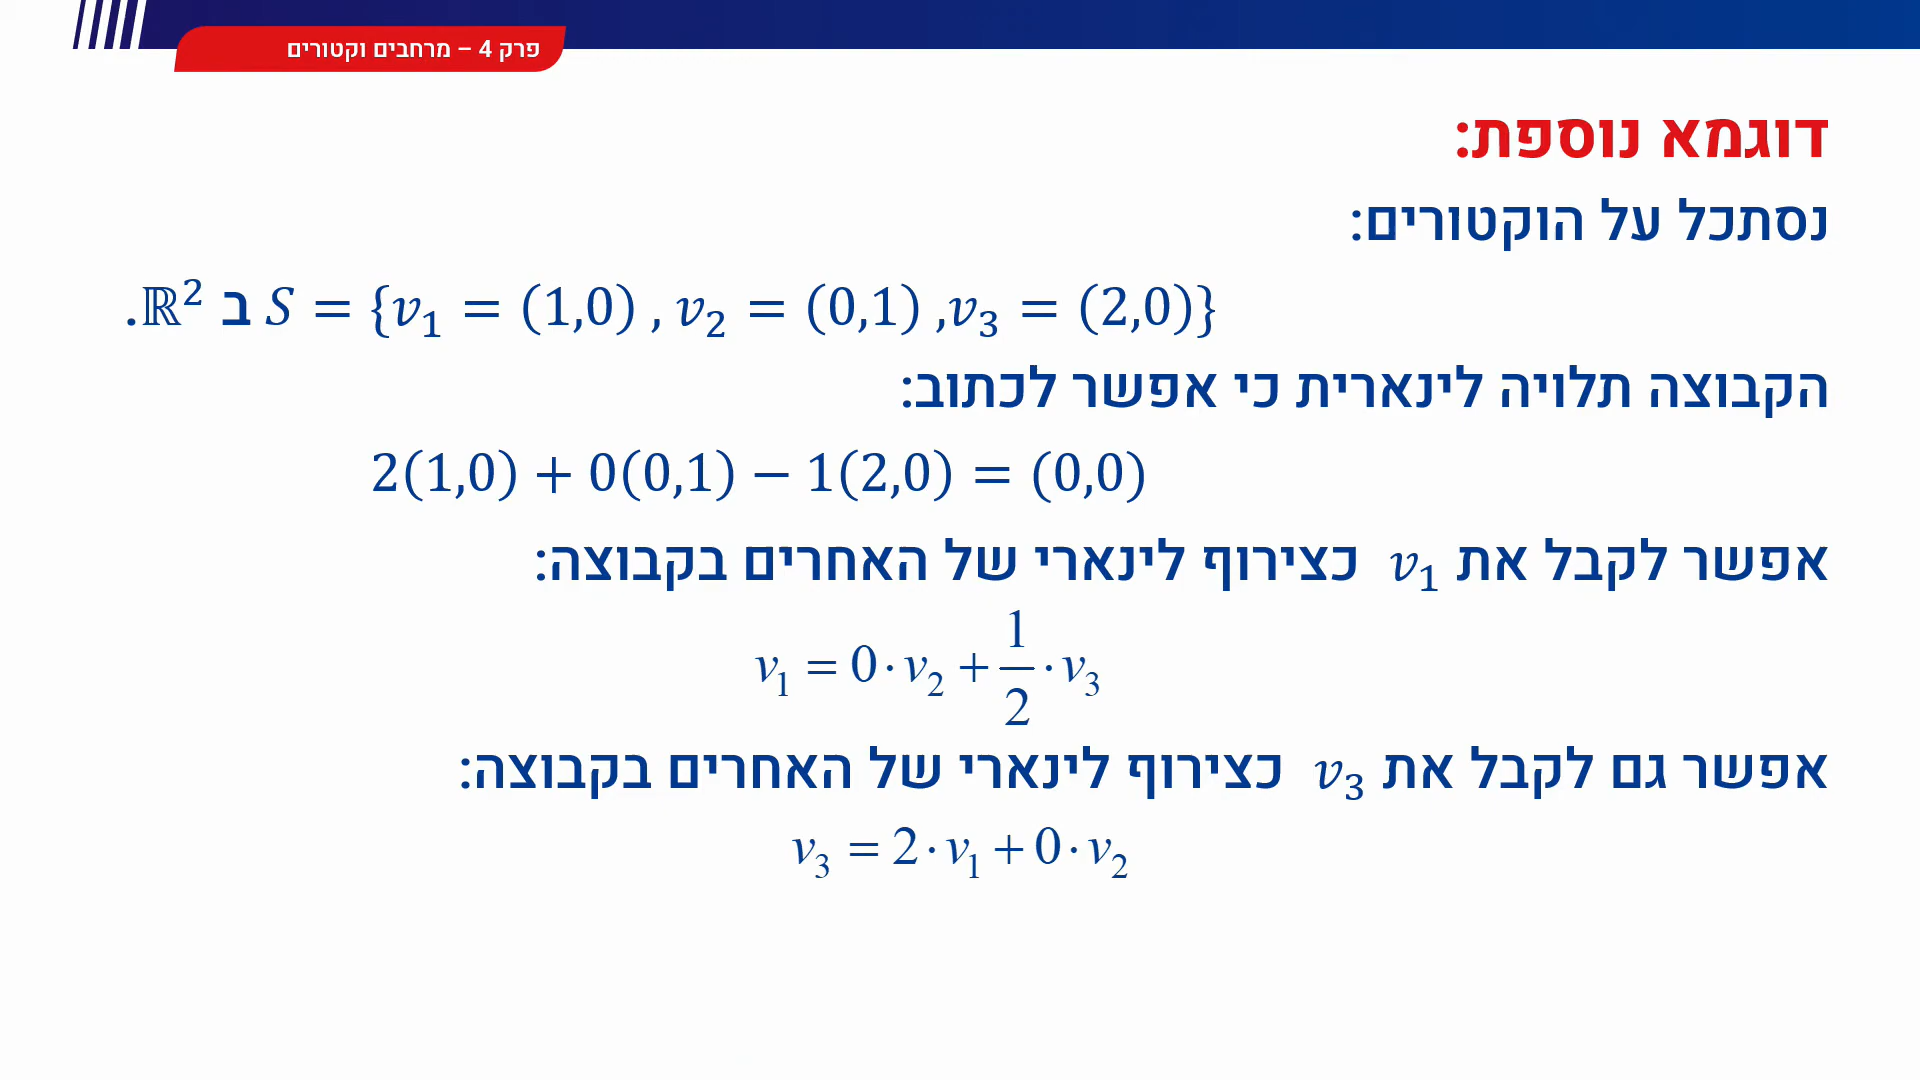 פרק 4 – מרחבים וקטורים
דוגמא נוספת:
נסתכל על הוקטורים:
S = {v₁ = (1,0) , v₂ = (0,1) ,v₃ = (2,0)} ב ℝ².
הקבוצה תלויה לינארית כי אפשר לכתוב:
2(1,0) + 0(0,1) − 1(2,0) = (0,0)
אפשר לקבל את v₁ כצירוף לינארי של האחרים בקבוצה:
v₁ = 0 · v₂ + 1/2 · v₃
אפשר גם לקבל את v₃ כצירוף לינארי של האחרים בקבוצה:
v₃ = 2 · v₁ + 0 · v₂